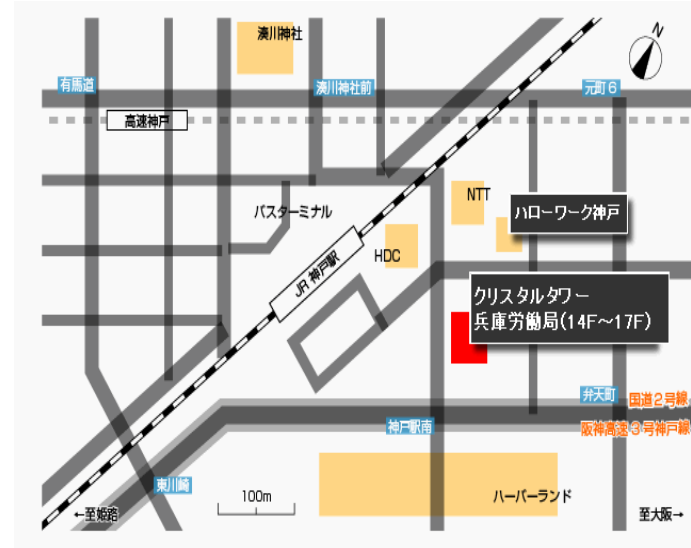 湊川神社
N
有馬道
湊川神社前
元町6
高速神戸
NTT
ハローワーク神戸
バスターミナル
HDC
JR 神戸駅
クリスタルタワー
兵庫労働局(14F～17F)
弁天町
国道2号線
神戸駅南
阪神高速3号神戸線
東川崎
100m
ハーバーランド
←至姫路
至大阪→